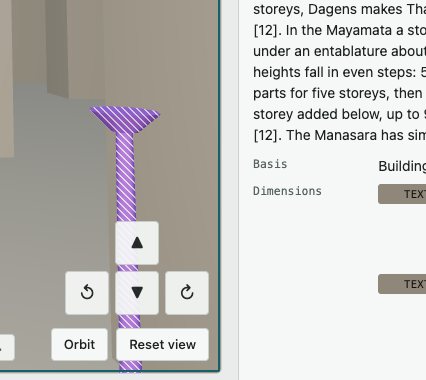 Orbit
Reset view
storeys, Dagens makes Tha
[12]. In the Mayamata a sto
under an entablature about
heights fall in even steps: 5
parts for five storeys, then
storey added below, up to 9
[12]. The Manasara has sim
Basis
Building
Dimensions
TEXT
TEXT